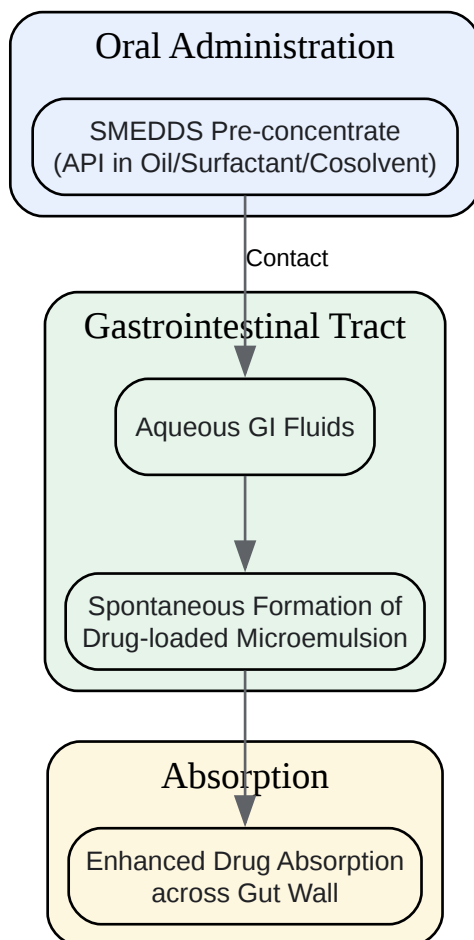 Oral Administration
SMEDDS Pre-concentrate
(API in Oil/Surfactant/Cosolvent)
Contact
Gastrointestinal Tract
Aqueous GI Fluids
Spontaneous Formation of
Drug-loaded Microemulsion
Absorption
Enhanced Drug Absorption
across Gut Wall